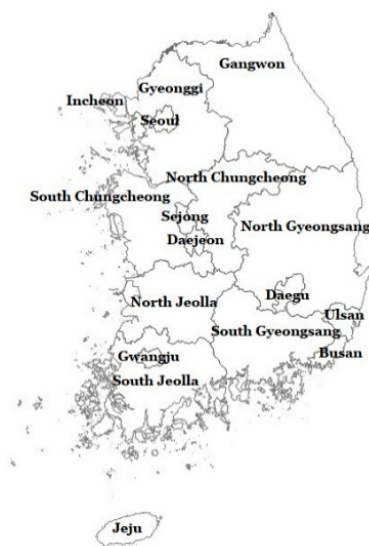 Gangwon
Gyeonggi
Incheon
Seoul
North Chungcheong
South Chungcheong
Sejong
North Gyeongsang
Daejeon
Daegu
North Jeolla
Ulsan
South Gyeongsang
Busan
Gwangju
South Jeolla
Jeju